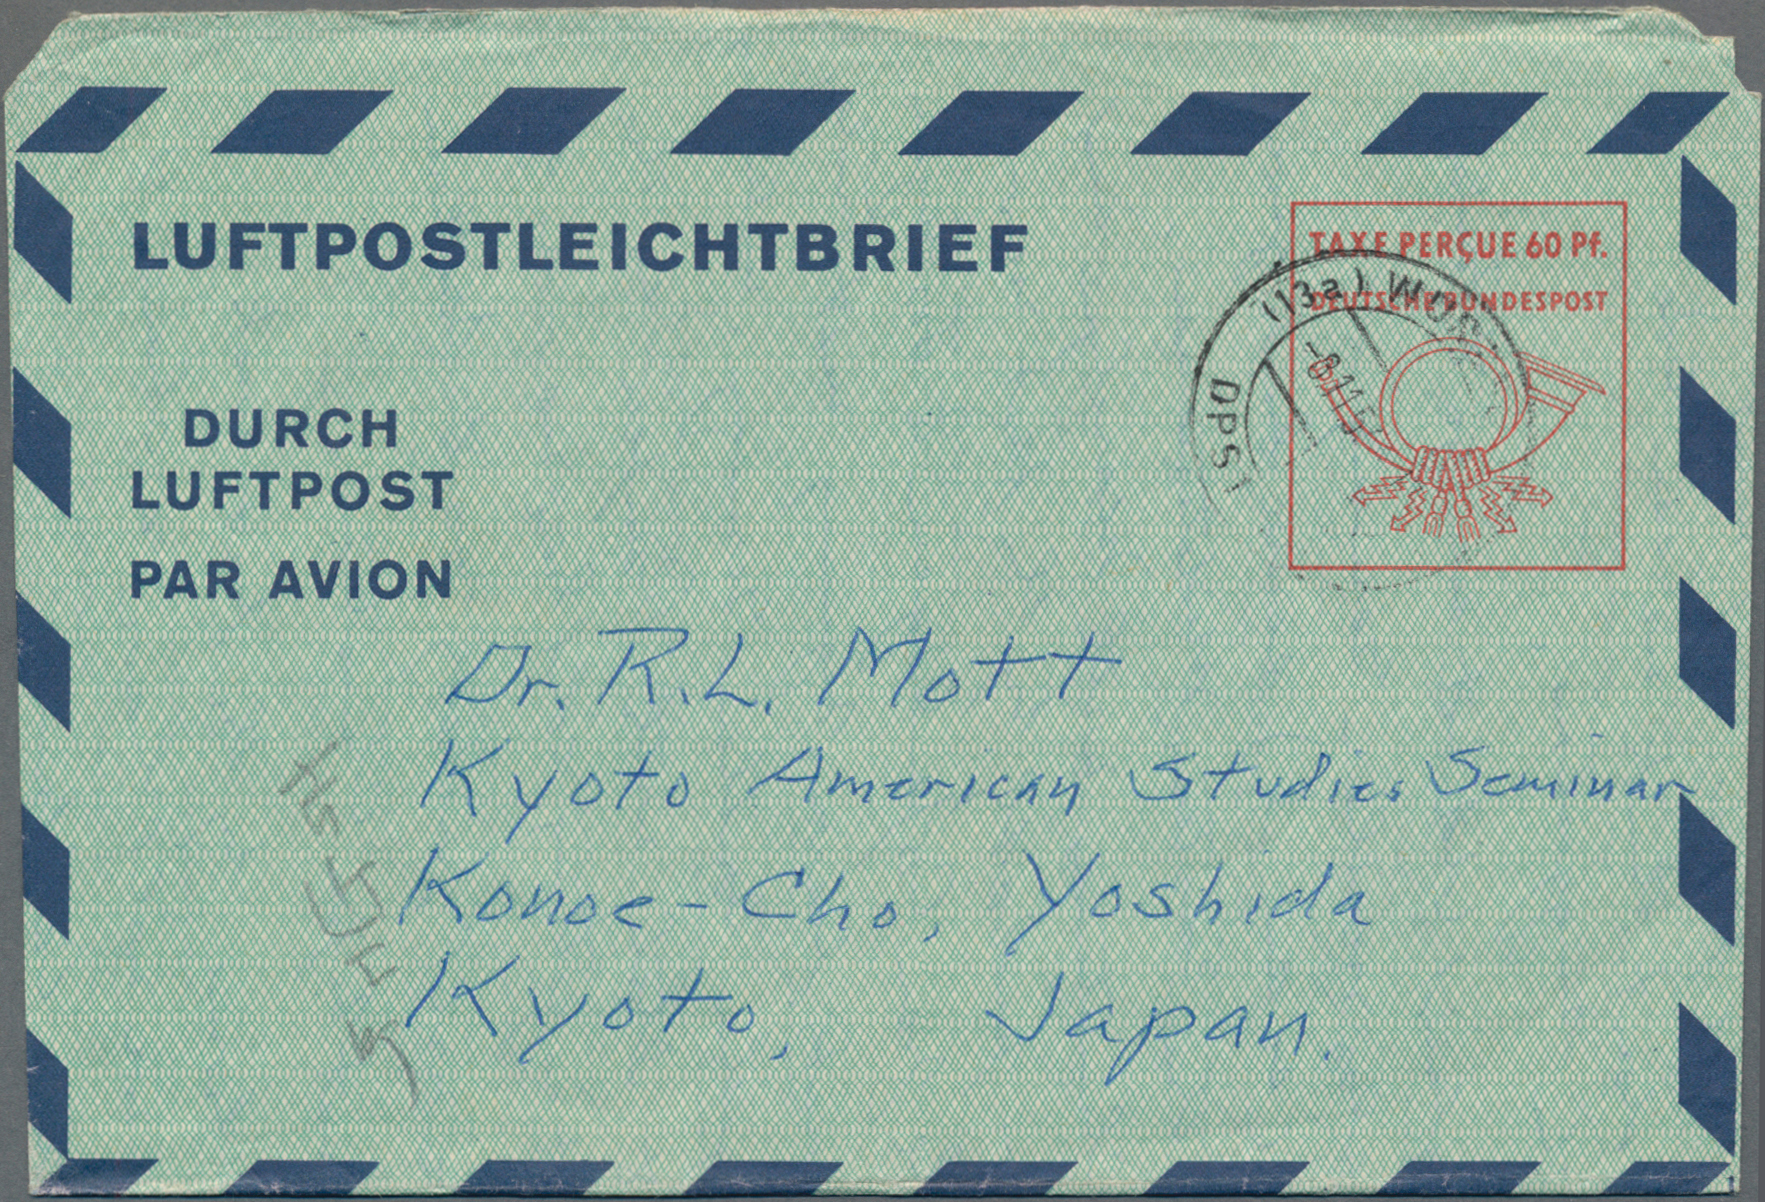 LUFTPOSTLEICHTBRIEF
TAXE PERÇUE 60 Pf.
DEUTSCHE BUNDESPOST
(13a)
DURCH
LUFTPOST
PAR AVION
Dr. R.L. Mott
Kyoto American Studies Seminar
Konoe-Cho, Yoshida
Kyoto, Japan.